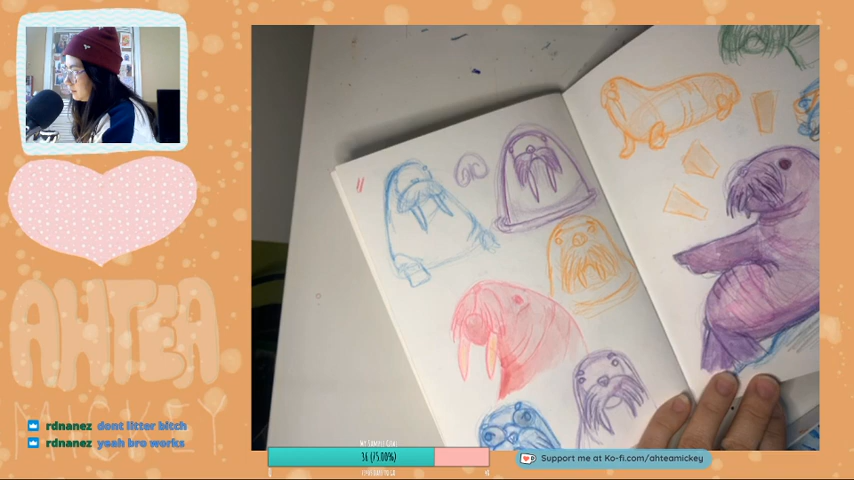 AHTEA
MICKEY
rdnanez dont litter bitch
rdnanez yeah bro works
My Sample Goal
36 (75.00%)
Support me at Ko-fi.com/ahteamickey